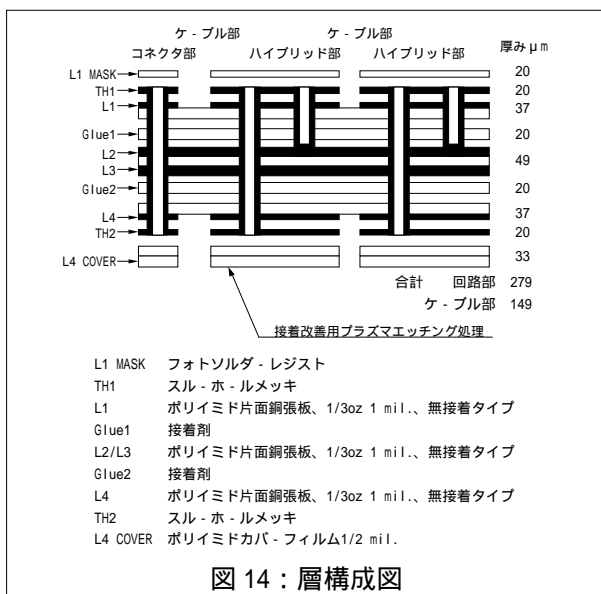 ケ - ブル部 ケ - ブル部
コネクタ部 ハイブリッド部 ハイブリッド部 厚みμm
L1 MASK 20
TH1 20
L1 37
Glue1 20
L2
49
L3
Glue2 20
L4 37
TH2 20
L4 COVER 33
合計 回路部 279
ケ - ブル部 149
接着改善用プラズマエッチング処理
L1 MASK フォトソルダ - レジスト
TH1 スル - ホ - ルメッキ
L1 ポリイミド片面銅張板、1/3oz 1 mil.、無接着タイプ
Glue1 接着剤
L2/L3 ポリイミド片面銅張板、1/3oz 1 mil.、無接着タイプ
Glue2 接着剤
L4 ポリイミド片面銅張板、1/3oz 1 mil.、無接着タイプ
TH2 スル - ホ - ルメッキ
L4 COVER ポリイミドカバ - フィルム1/2 mil.
図 14：層構成図